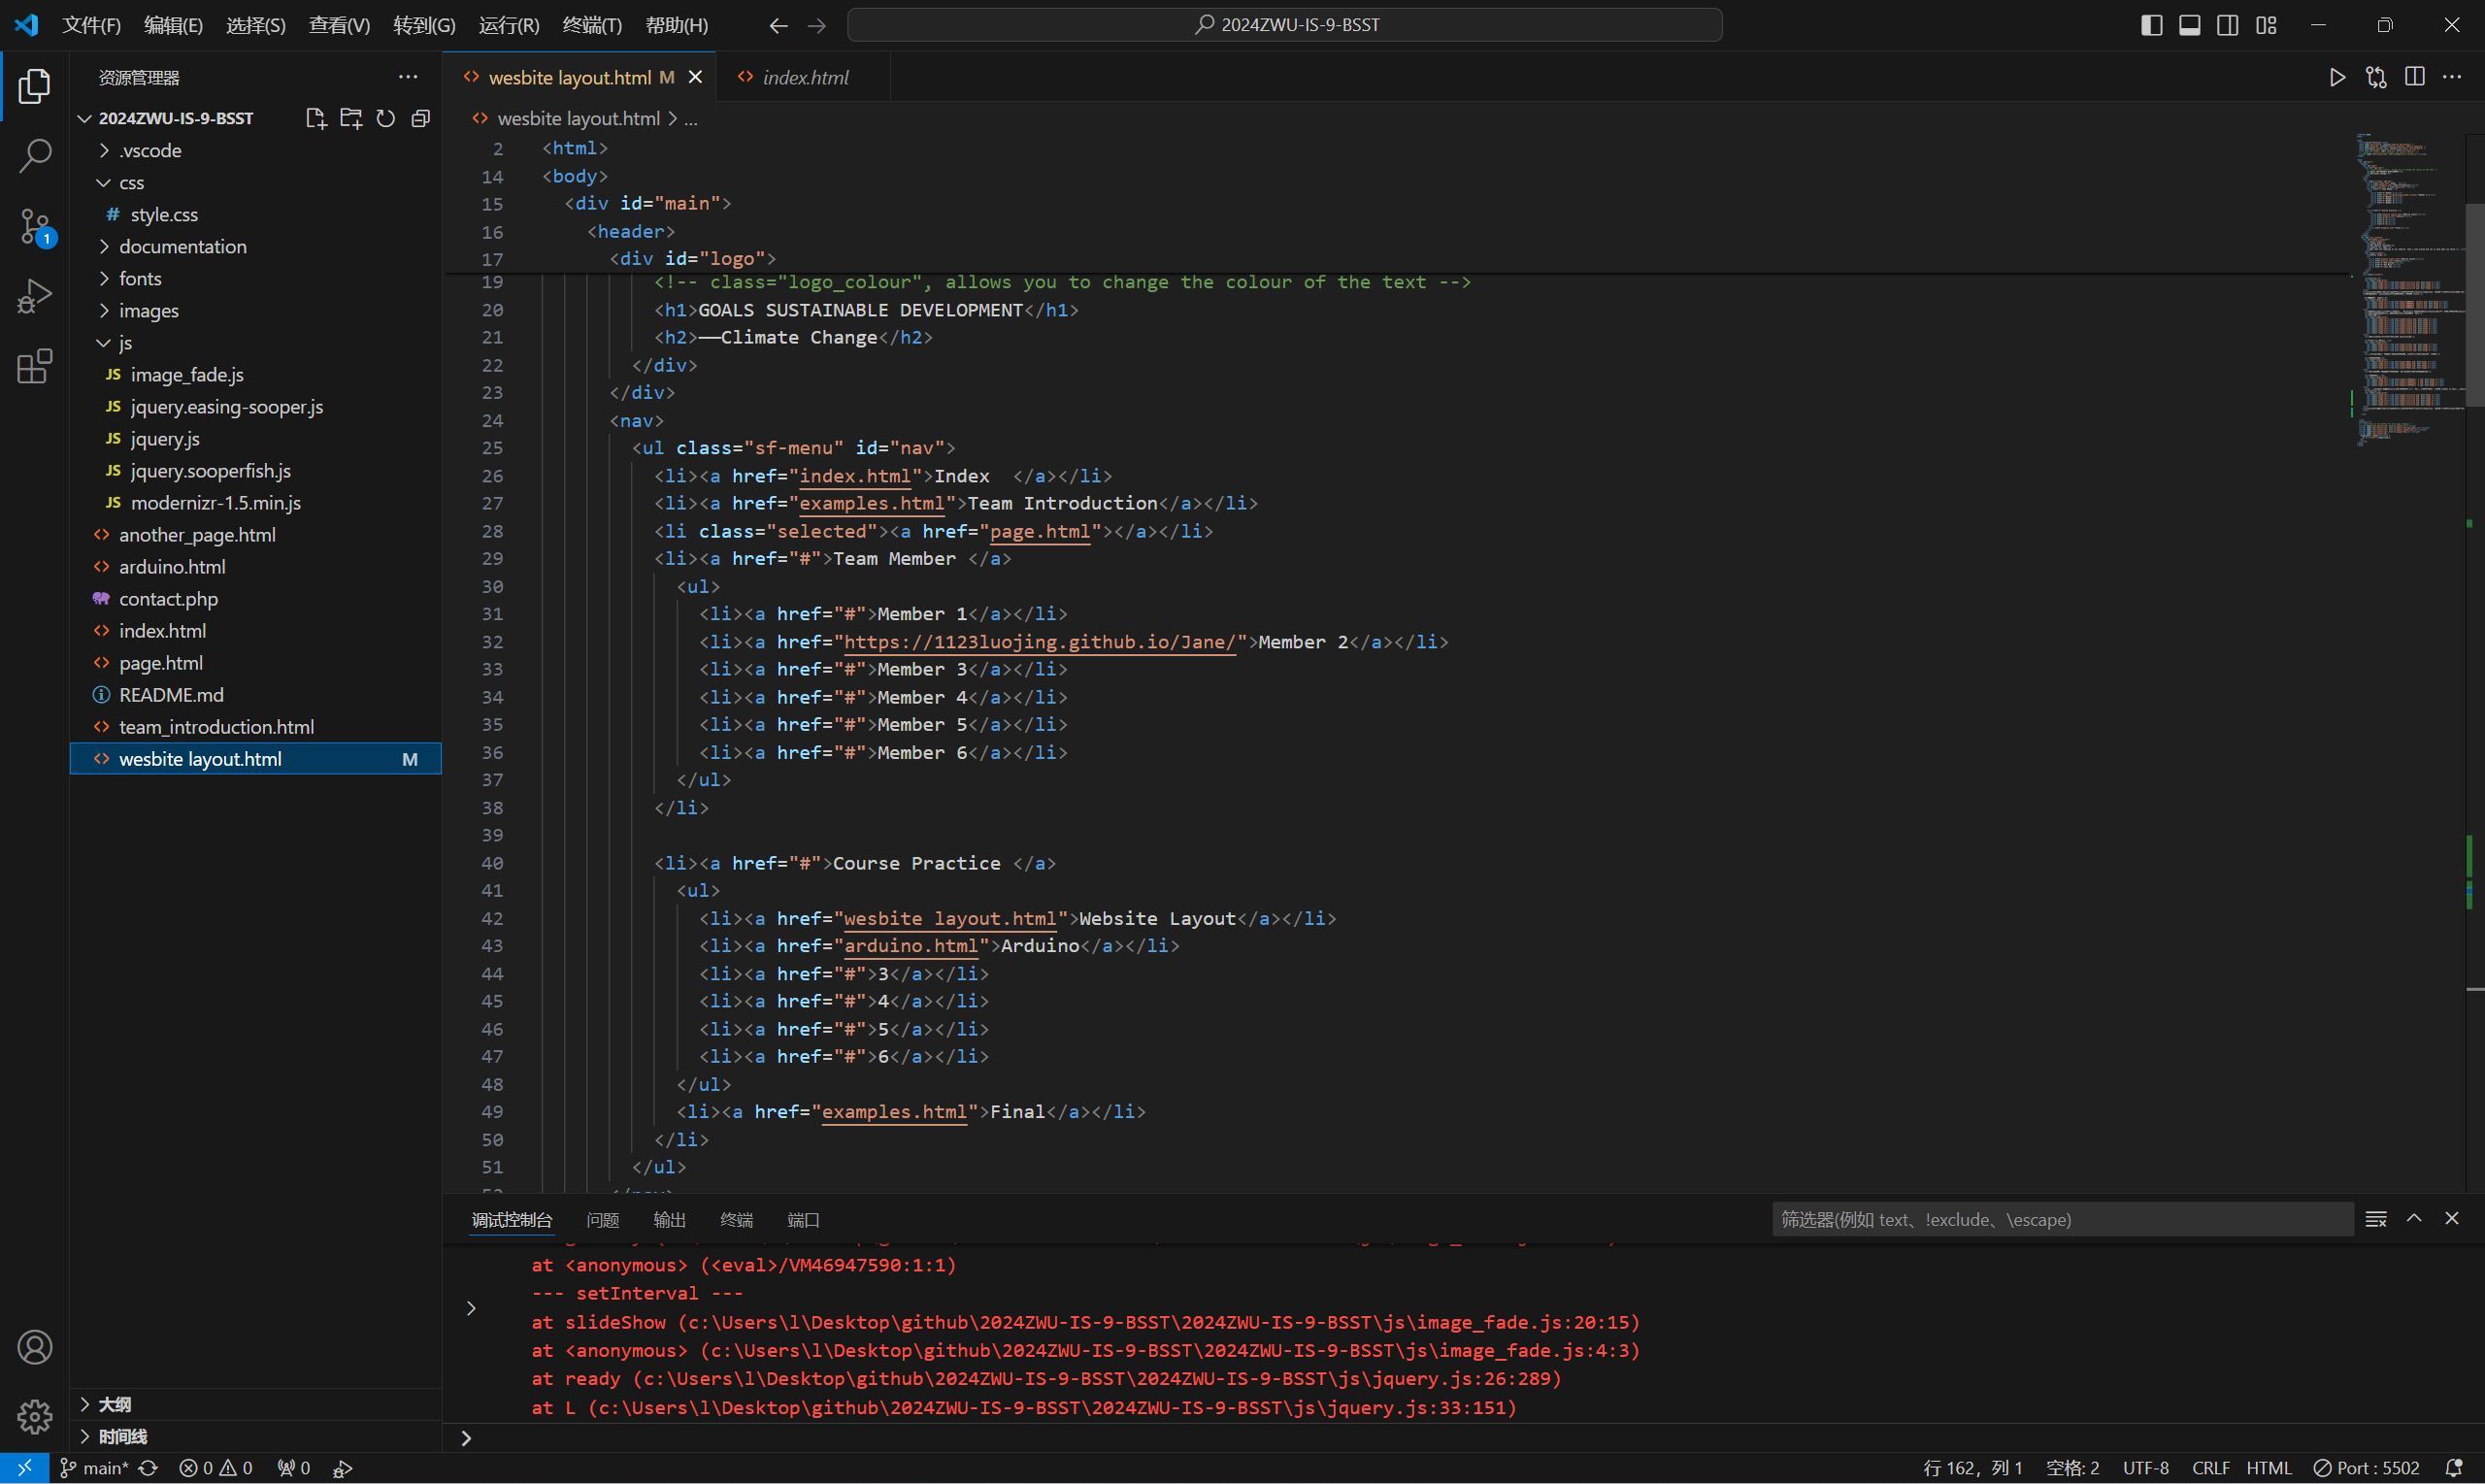 文件(F) 编辑(E) 选择(S) 查看(V) 转到(G) 运行(R) 终端(T) 帮助(H) 2024ZWU-IS-9-BSST
资源管理器
2024ZWU-IS-9-BSST
.vscode
css
# style.css
documentation
fonts
images
js
JS image_fade.js
JS jquery.easing-sooper.js
JS jquery.js
JS jquery.sooperfish.js
JS modernizr-1.5.min.js
another_page.html
arduino.html
contact.php
index.html
page.html
README.md
team_introduction.html
wesbite layout.html M
大纲
时间线
wesbite layout.html M index.html
wesbite layout.html > ...
2 <html>
14 <body>
15 <div id="main">
16 <header>
17 <div id="logo">
19 <!-- class="logo_colour", allows you to change the colour of the text -->
20 <h1>GOALS SUSTAINABLE DEVELOPMENT</h1>
21 <h2>——Climate Change</h2>
22 </div>
23 </div>
24 <nav>
25 <ul class="sf-menu" id="nav">
26 <li><a href="index.html">Index  </a></li>
27 <li><a href="examples.html">Team Introduction</a></li>
28 <li class="selected"><a href="page.html"></a></li>
29 <li><a href="#">Team Member </a>
30 <ul>
31 <li><a href="#">Member 1</a></li>
32 <li><a href="https://1123luojing.github.io/Jane/">Member 2</a></li>
33 <li><a href="#">Member 3</a></li>
34 <li><a href="#">Member 4</a></li>
35 <li><a href="#">Member 5</a></li>
36 <li><a href="#">Member 6</a></li>
37 </ul>
38 </li>
39
40 <li><a href="#">Course Practice </a>
41 <ul>
42 <li><a href="wesbite layout.html">Website Layout</a></li>
43 <li><a href="arduino.html">Arduino</a></li>
44 <li><a href="#">3</a></li>
45 <li><a href="#">4</a></li>
46 <li><a href="#">5</a></li>
47 <li><a href="#">6</a></li>
48 </ul>
49 <li><a href="examples.html">Final</a></li>
50 </li>
51 </ul>
调试控制台 问题 输出 终端 端口 筛选器(例如 text、!exclude、\escape)
at <anonymous> (<eval>/VM46947590:1:1)
--- setInterval ---
at slideShow (c:\Users\l\Desktop\github\2024ZWU-IS-9-BSST\2024ZWU-IS-9-BSST\js\image_fade.js:20:15)
at <anonymous> (c:\Users\l\Desktop\github\2024ZWU-IS-9-BSST\2024ZWU-IS-9-BSST\js\image_fade.js:4:3)
at ready (c:\Users\l\Desktop\github\2024ZWU-IS-9-BSST\2024ZWU-IS-9-BSST\js\jquery.js:26:289)
at L (c:\Users\l\Desktop\github\2024ZWU-IS-9-BSST\2024ZWU-IS-9-BSST\js\jquery.js:33:151)
1
main* 0 0 0 行 162，列 1 空格: 2 UTF-8 CRLF HTML Port : 5502